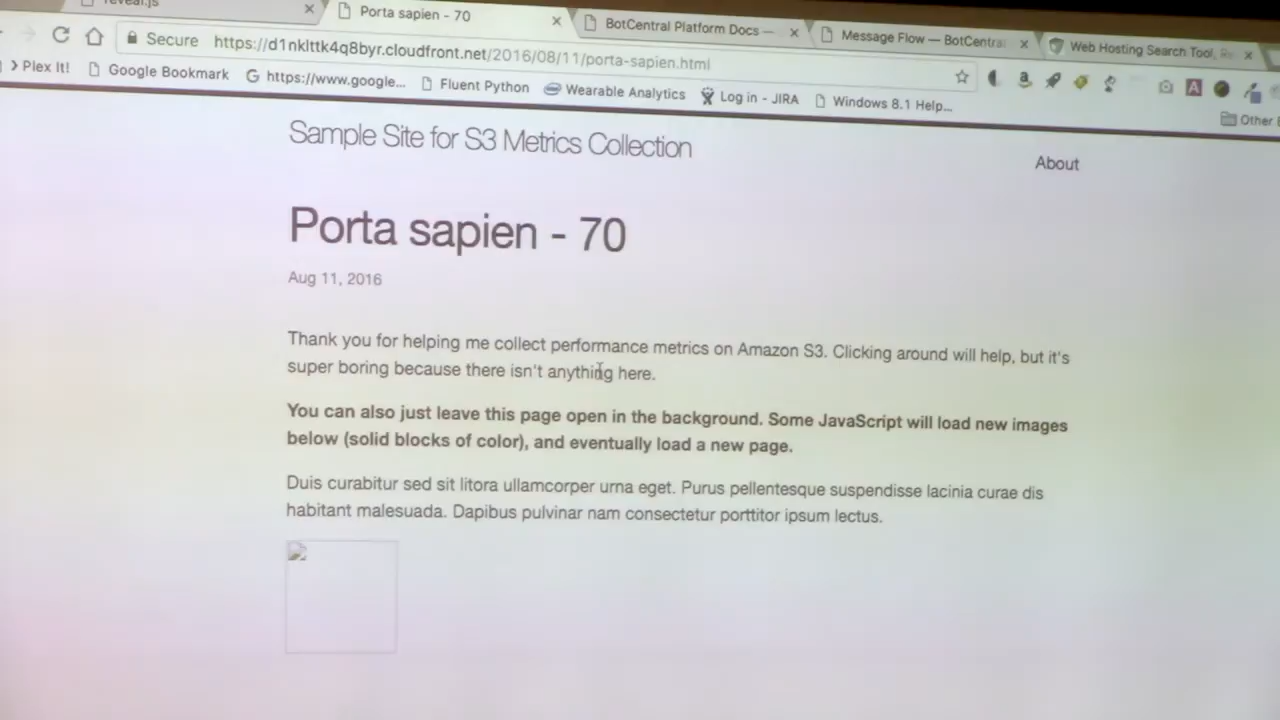 reveal.js
Porta sapien - 70
BotCentral Platform Docs —
Message Flow — BotCentral
Web Hosting Search Tool, Re
Secure
https://d1nklttk4q8byr.cloudfront.net/2016/08/11/porta-sapien.html
Plex It!
Google Bookmark
https://www.google...
Fluent Python
Wearable Analytics
Log in - JIRA
Windows 8.1 Help...
Other
Sample Site for S3 Metrics Collection
About
Porta sapien - 70
Aug 11, 2016
Thank you for helping me collect performance metrics on Amazon S3. Clicking around will help, but it's
super boring because there isn't anything here.
You can also just leave this page open in the background. Some JavaScript will load new images
below (solid blocks of color), and eventually load a new page.
Duis curabitur sed sit litora ullamcorper urna eget. Purus pellentesque suspendisse lacinia curae dis
habitant malesuada. Dapibus pulvinar nam consectetur porttitor ipsum lectus.